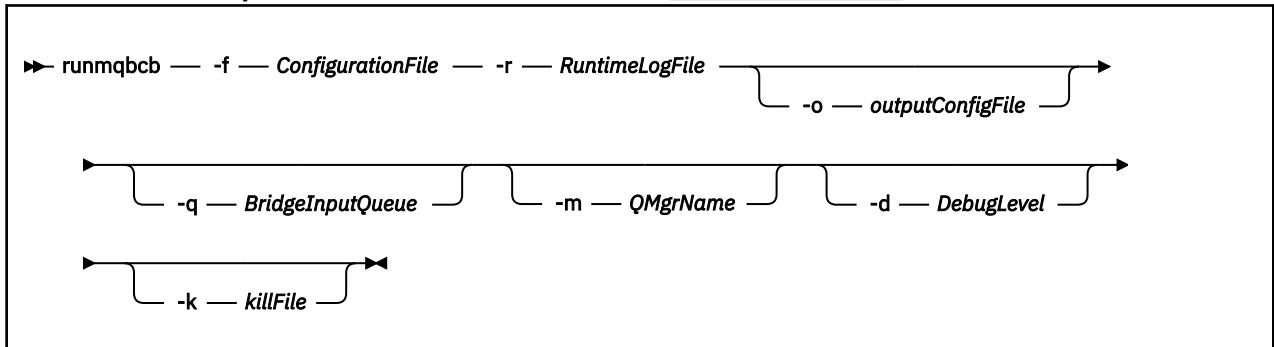 runmqbcb -f ConfigurationFile -r RuntimeLogFile
-o outputConfigFile
-q BridgeInputQueue -m QMgrName -d DebugLevel
-k killFile